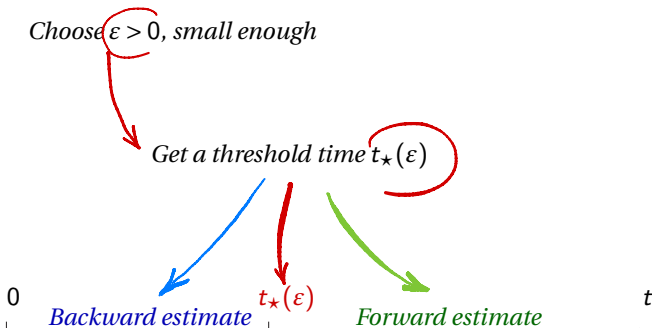 Choose ε > 0, small enough
Get a threshold time t⋆(ε)
0 t⋆(ε) t
Backward estimate Forward estimate